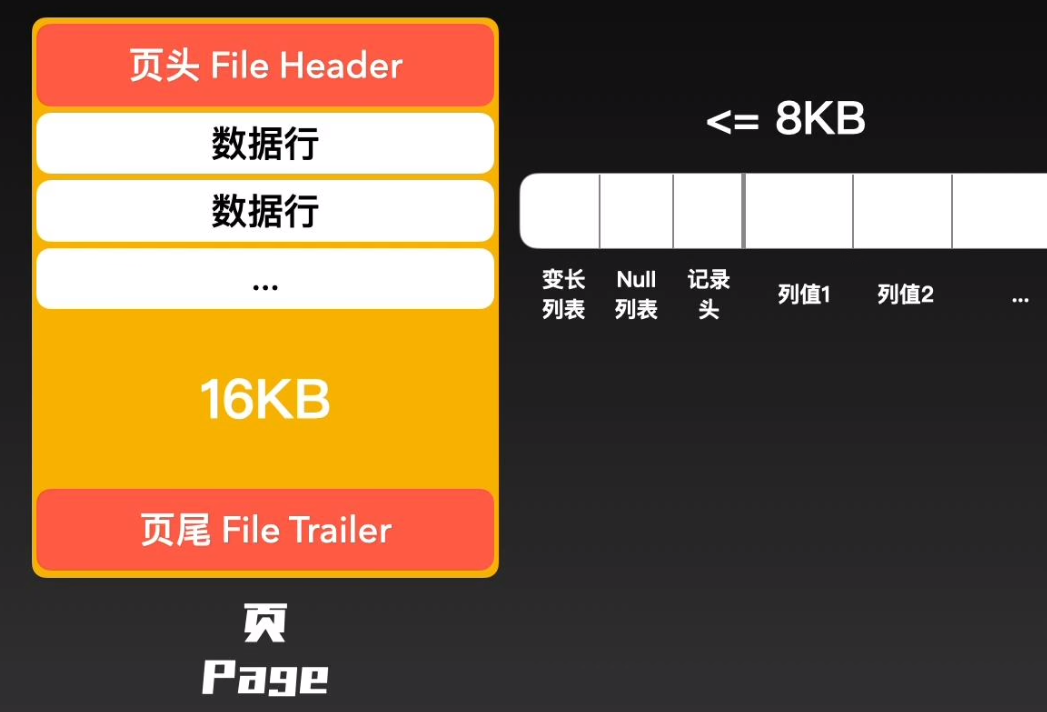 页头 File Header
数据行
数据行
...
16KB
页尾 File Trailer
页
Page
<= 8KB
变长
列表
Null
列表
记录
头
列值1
列值2
...